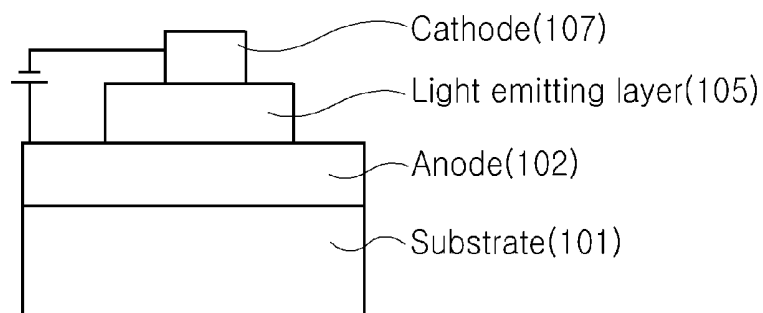 Cathode(107)
Light emitting layer(105)
Anode(102)
Substrate(101)